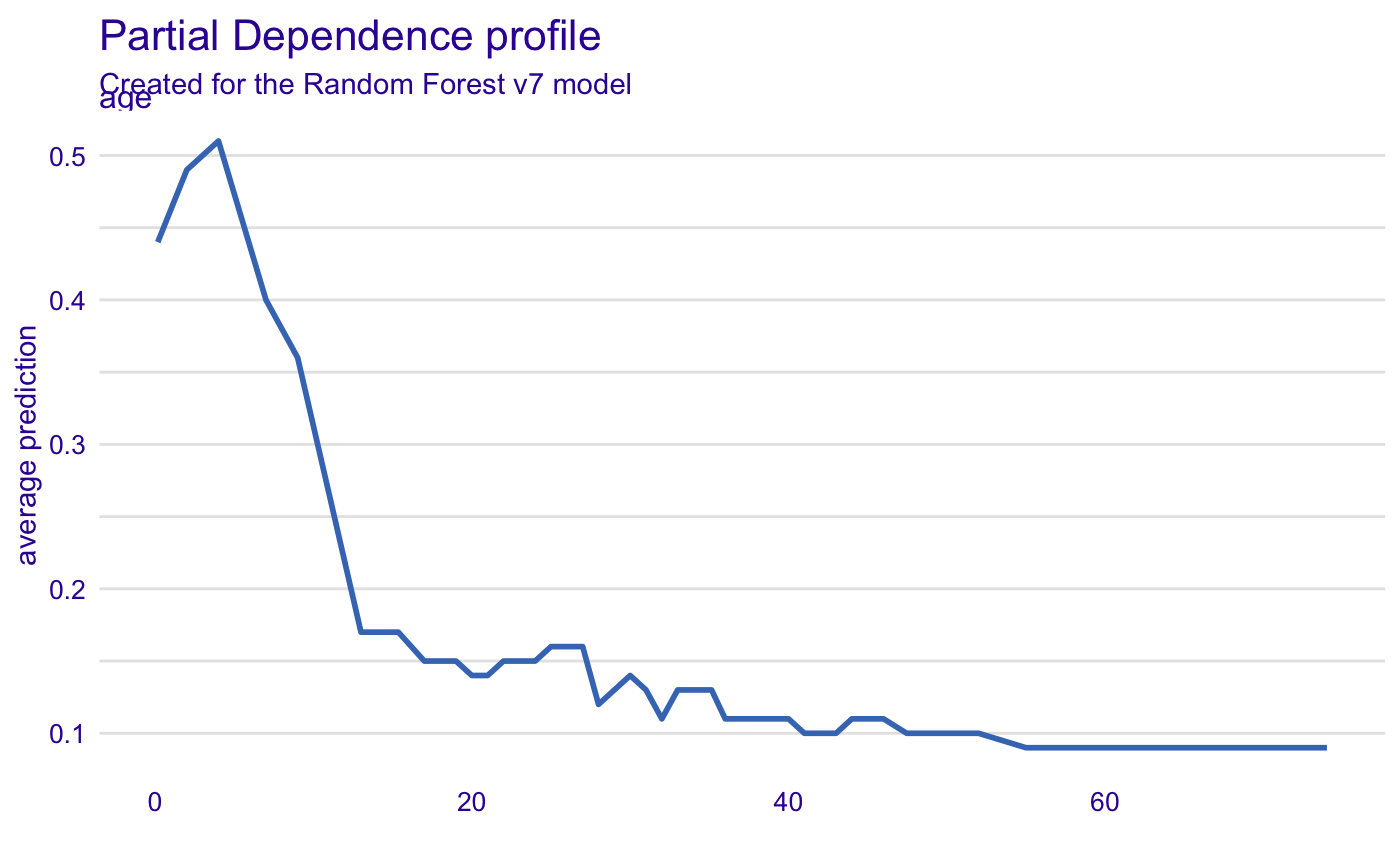 Partial Dependence profile
Created for the Random Forest v7 model
age
average prediction
0.5
0.4
0.3
0.2
0.1
0 20 40 60